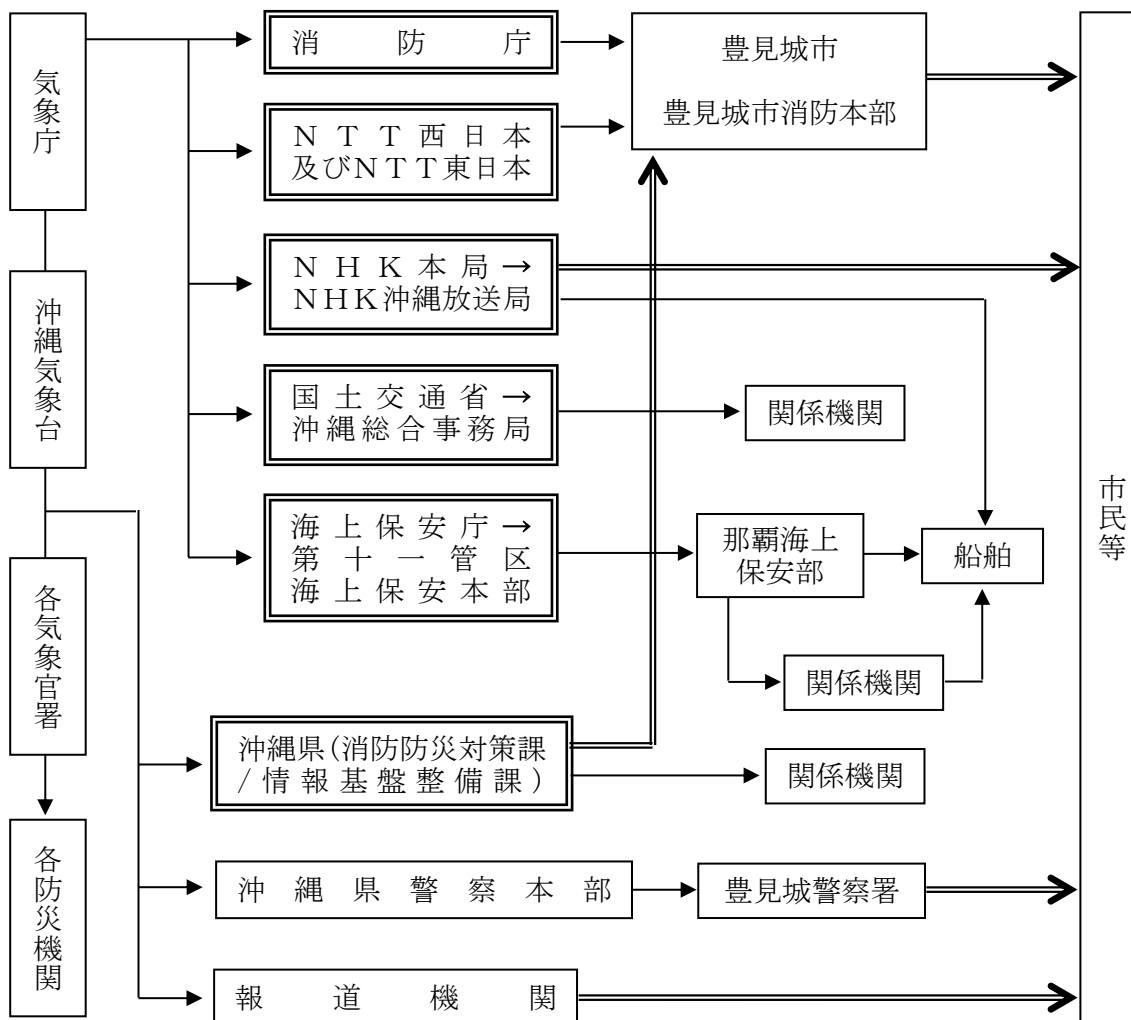 気象庁
沖縄気象台
各気象官署
各防災機関
消防庁
NTT西日本
及びNTT東日本
NHK本局→
NHK沖縄放送局
国土交通省→
沖縄総合事務局
海上保安庁→
第十一管区
海上保安本部
沖縄県(消防防災対策課
/情報基盤整備課)
沖縄県警察本部
報道機関
豊見城市
豊見城市消防本部
関係機関
那覇海上
保安部
船舶
関係機関
関係機関
豊見城警察署
市民等